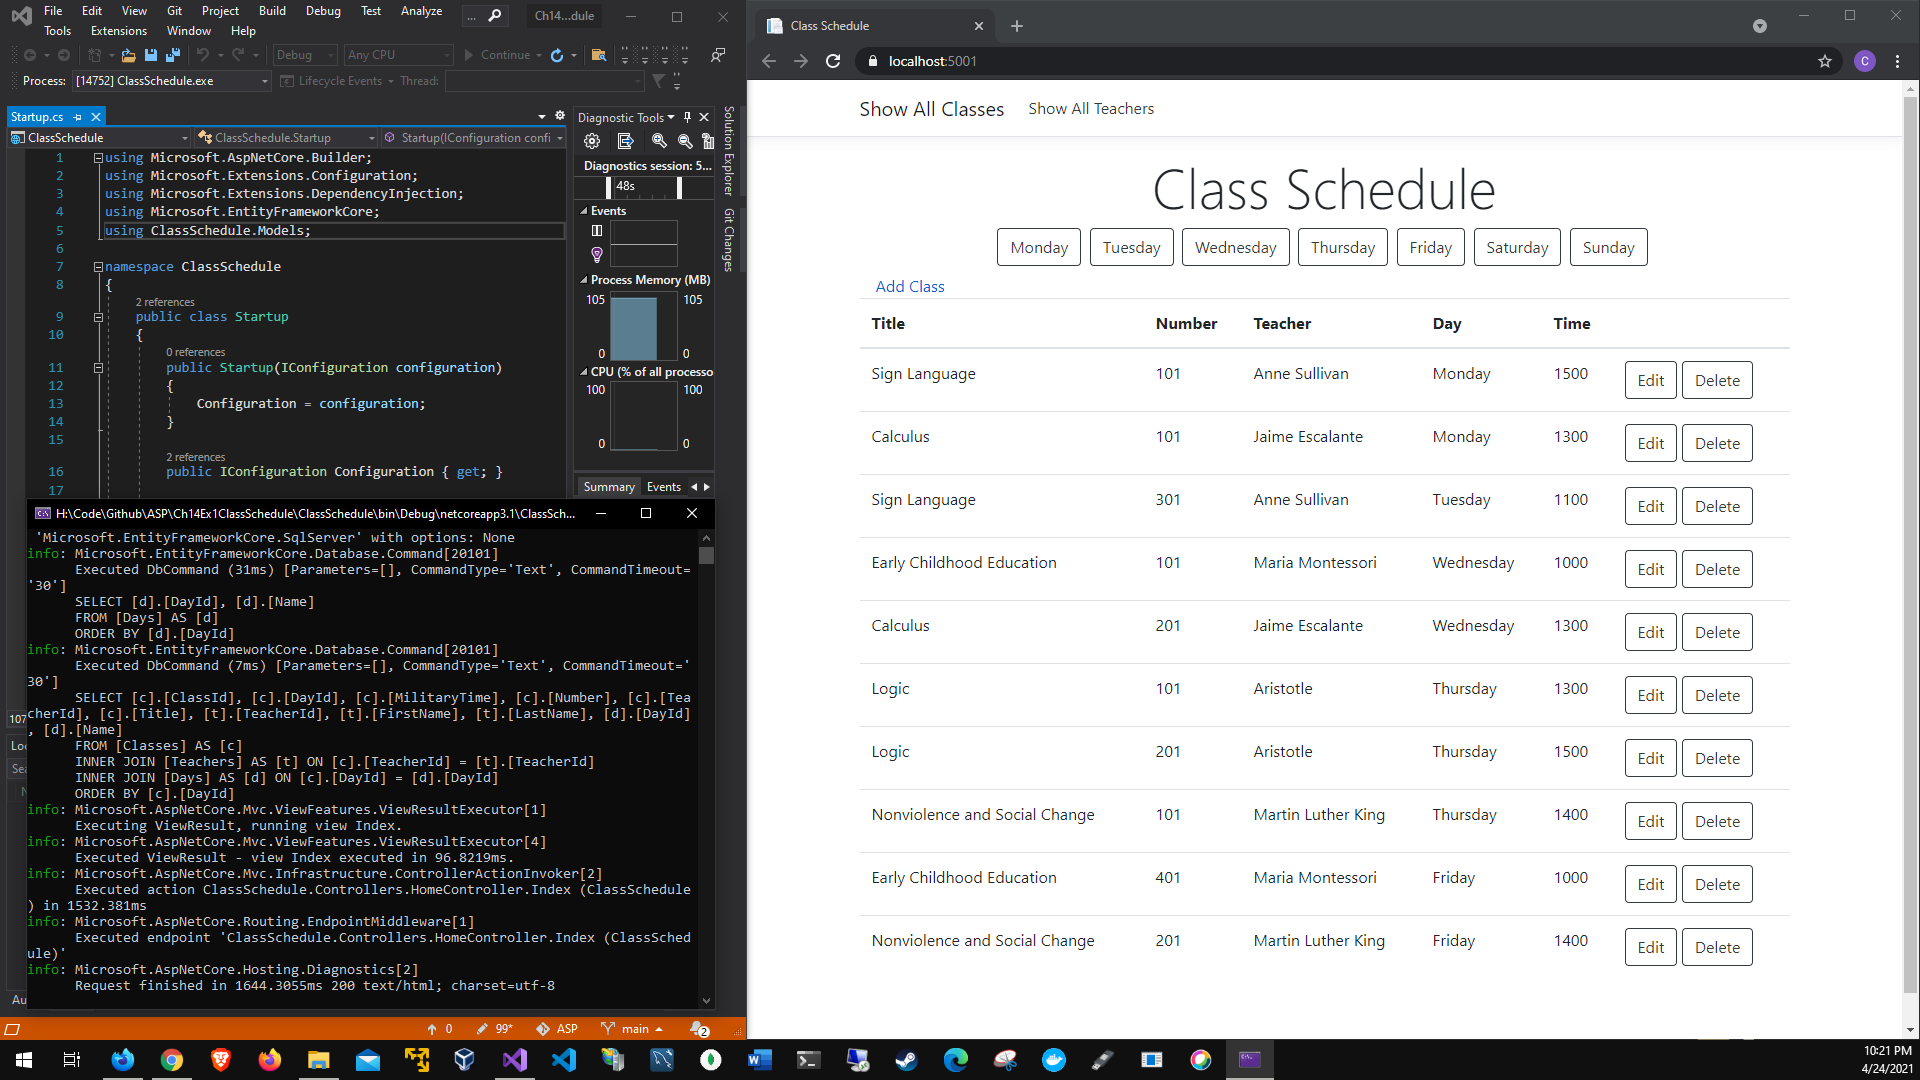 File Edit View Git Project Build Debug Test Analyze ... Ch14...dule
Tools Extensions Window Help
Debug Any CPU Continue
Process: [14752] ClassSchedule.exe Lifecycle Events Thread:
Startup.cs
ClassSchedule ClassSchedule.Startup Startup(IConfiguration confi
1 using Microsoft.AspNetCore.Builder;
2 using Microsoft.Extensions.Configuration;
3 using Microsoft.Extensions.DependencyInjection;
4 using Microsoft.EntityFrameworkCore;
5 using ClassSchedule.Models;
6
7 namespace ClassSchedule
8 {
2 references
9 public class Startup
10 {
0 references
11 public Startup(IConfiguration configuration)
12 {
13 Configuration = configuration;
14 }
15
2 references
16 public IConfiguration Configuration { get; }
17
Diagnostic Tools
Diagnostics session: 5...
48s
Events
Process Memory (MB)
105 105
0 0
CPU (% of all processo
100 100
0 0
Summary Events
Solution Explorer
Git Changes
107
Loc
Sea
N
Au
H:\Code\Github\ASP\Ch14Ex1ClassSchedule\ClassSchedule\bin\Debug\netcoreapp3.1\ClassSch...
'Microsoft.EntityFrameworkCore.SqlServer' with options: None
info: Microsoft.EntityFrameworkCore.Database.Command[20101]
Executed DbCommand (31ms) [Parameters=[], CommandType='Text', CommandTimeout=
'30']
SELECT [d].[DayId], [d].[Name]
FROM [Days] AS [d]
ORDER BY [d].[DayId]
info: Microsoft.EntityFrameworkCore.Database.Command[20101]
Executed DbCommand (7ms) [Parameters=[], CommandType='Text', CommandTimeout='
30']
SELECT [c].[ClassId], [c].[DayId], [c].[MilitaryTime], [c].[Number], [c].[Tea
cherId], [c].[Title], [t].[TeacherId], [t].[FirstName], [t].[LastName], [d].[DayId]
, [d].[Name]
FROM [Classes] AS [c]
INNER JOIN [Teachers] AS [t] ON [c].[TeacherId] = [t].[TeacherId]
INNER JOIN [Days] AS [d] ON [c].[DayId] = [d].[DayId]
ORDER BY [c].[DayId]
info: Microsoft.AspNetCore.Mvc.ViewFeatures.ViewResultExecutor[1]
Executing ViewResult, running view Index.
info: Microsoft.AspNetCore.Mvc.ViewFeatures.ViewResultExecutor[4]
Executed ViewResult - view Index executed in 96.8219ms.
info: Microsoft.AspNetCore.Mvc.Infrastructure.ControllerActionInvoker[2]
Executed action ClassSchedule.Controllers.HomeController.Index (ClassSchedule
) in 1532.381ms
info: Microsoft.AspNetCore.Routing.EndpointMiddleware[1]
Executed endpoint 'ClassSchedule.Controllers.HomeController.Index (ClassSched
ule)'
info: Microsoft.AspNetCore.Hosting.Diagnostics[2]
Request finished in 1644.3055ms 200 text/html; charset=utf-8
0 99* ASP main 2
Class Schedule
localhost:5001 C
Show All Classes Show All Teachers
Class Schedule
Monday Tuesday Wednesday Thursday Friday Saturday Sunday
Add Class
Title Number Teacher Day Time
Sign Language 101 Anne Sullivan Monday 1500 Edit Delete
Calculus 101 Jaime Escalante Monday 1300 Edit Delete
Sign Language 301 Anne Sullivan Tuesday 1100 Edit Delete
Early Childhood Education 101 Maria Montessori Wednesday 1000 Edit Delete
Calculus 201 Jaime Escalante Wednesday 1300 Edit Delete
Logic 101 Aristotle Thursday 1300 Edit Delete
Logic 201 Aristotle Thursday 1500 Edit Delete
Nonviolence and Social Change 101 Martin Luther King Thursday 1400 Edit Delete
Early Childhood Education 401 Maria Montessori Friday 1000 Edit Delete
Nonviolence and Social Change 201 Martin Luther King Friday 1400 Edit Delete
10:21 PM
4/24/2021